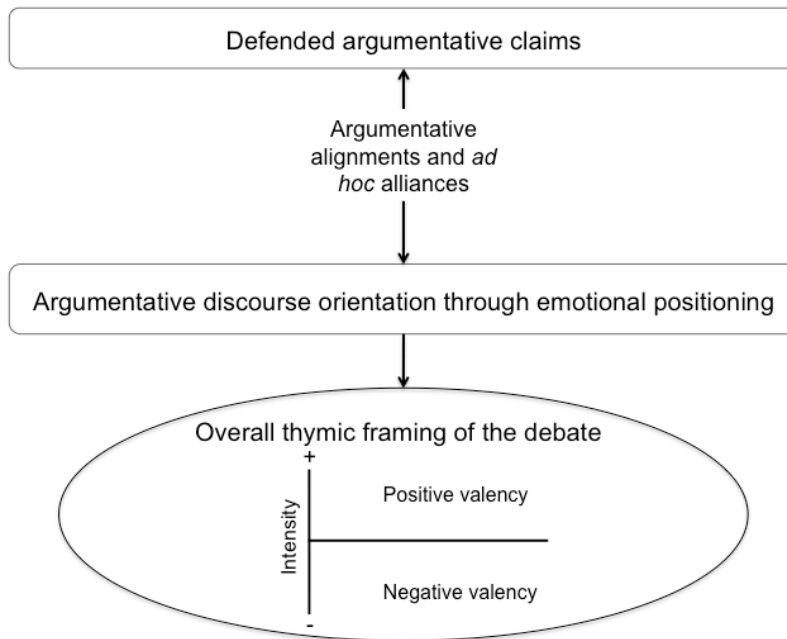 Defended argumentative claims
Argumentative
alignments and ad
hoc alliances
Argumentative discourse orientation through emotional positioning
Overall thymic framing of the debate
+
Positive valency
Intensity
Negative valency
-